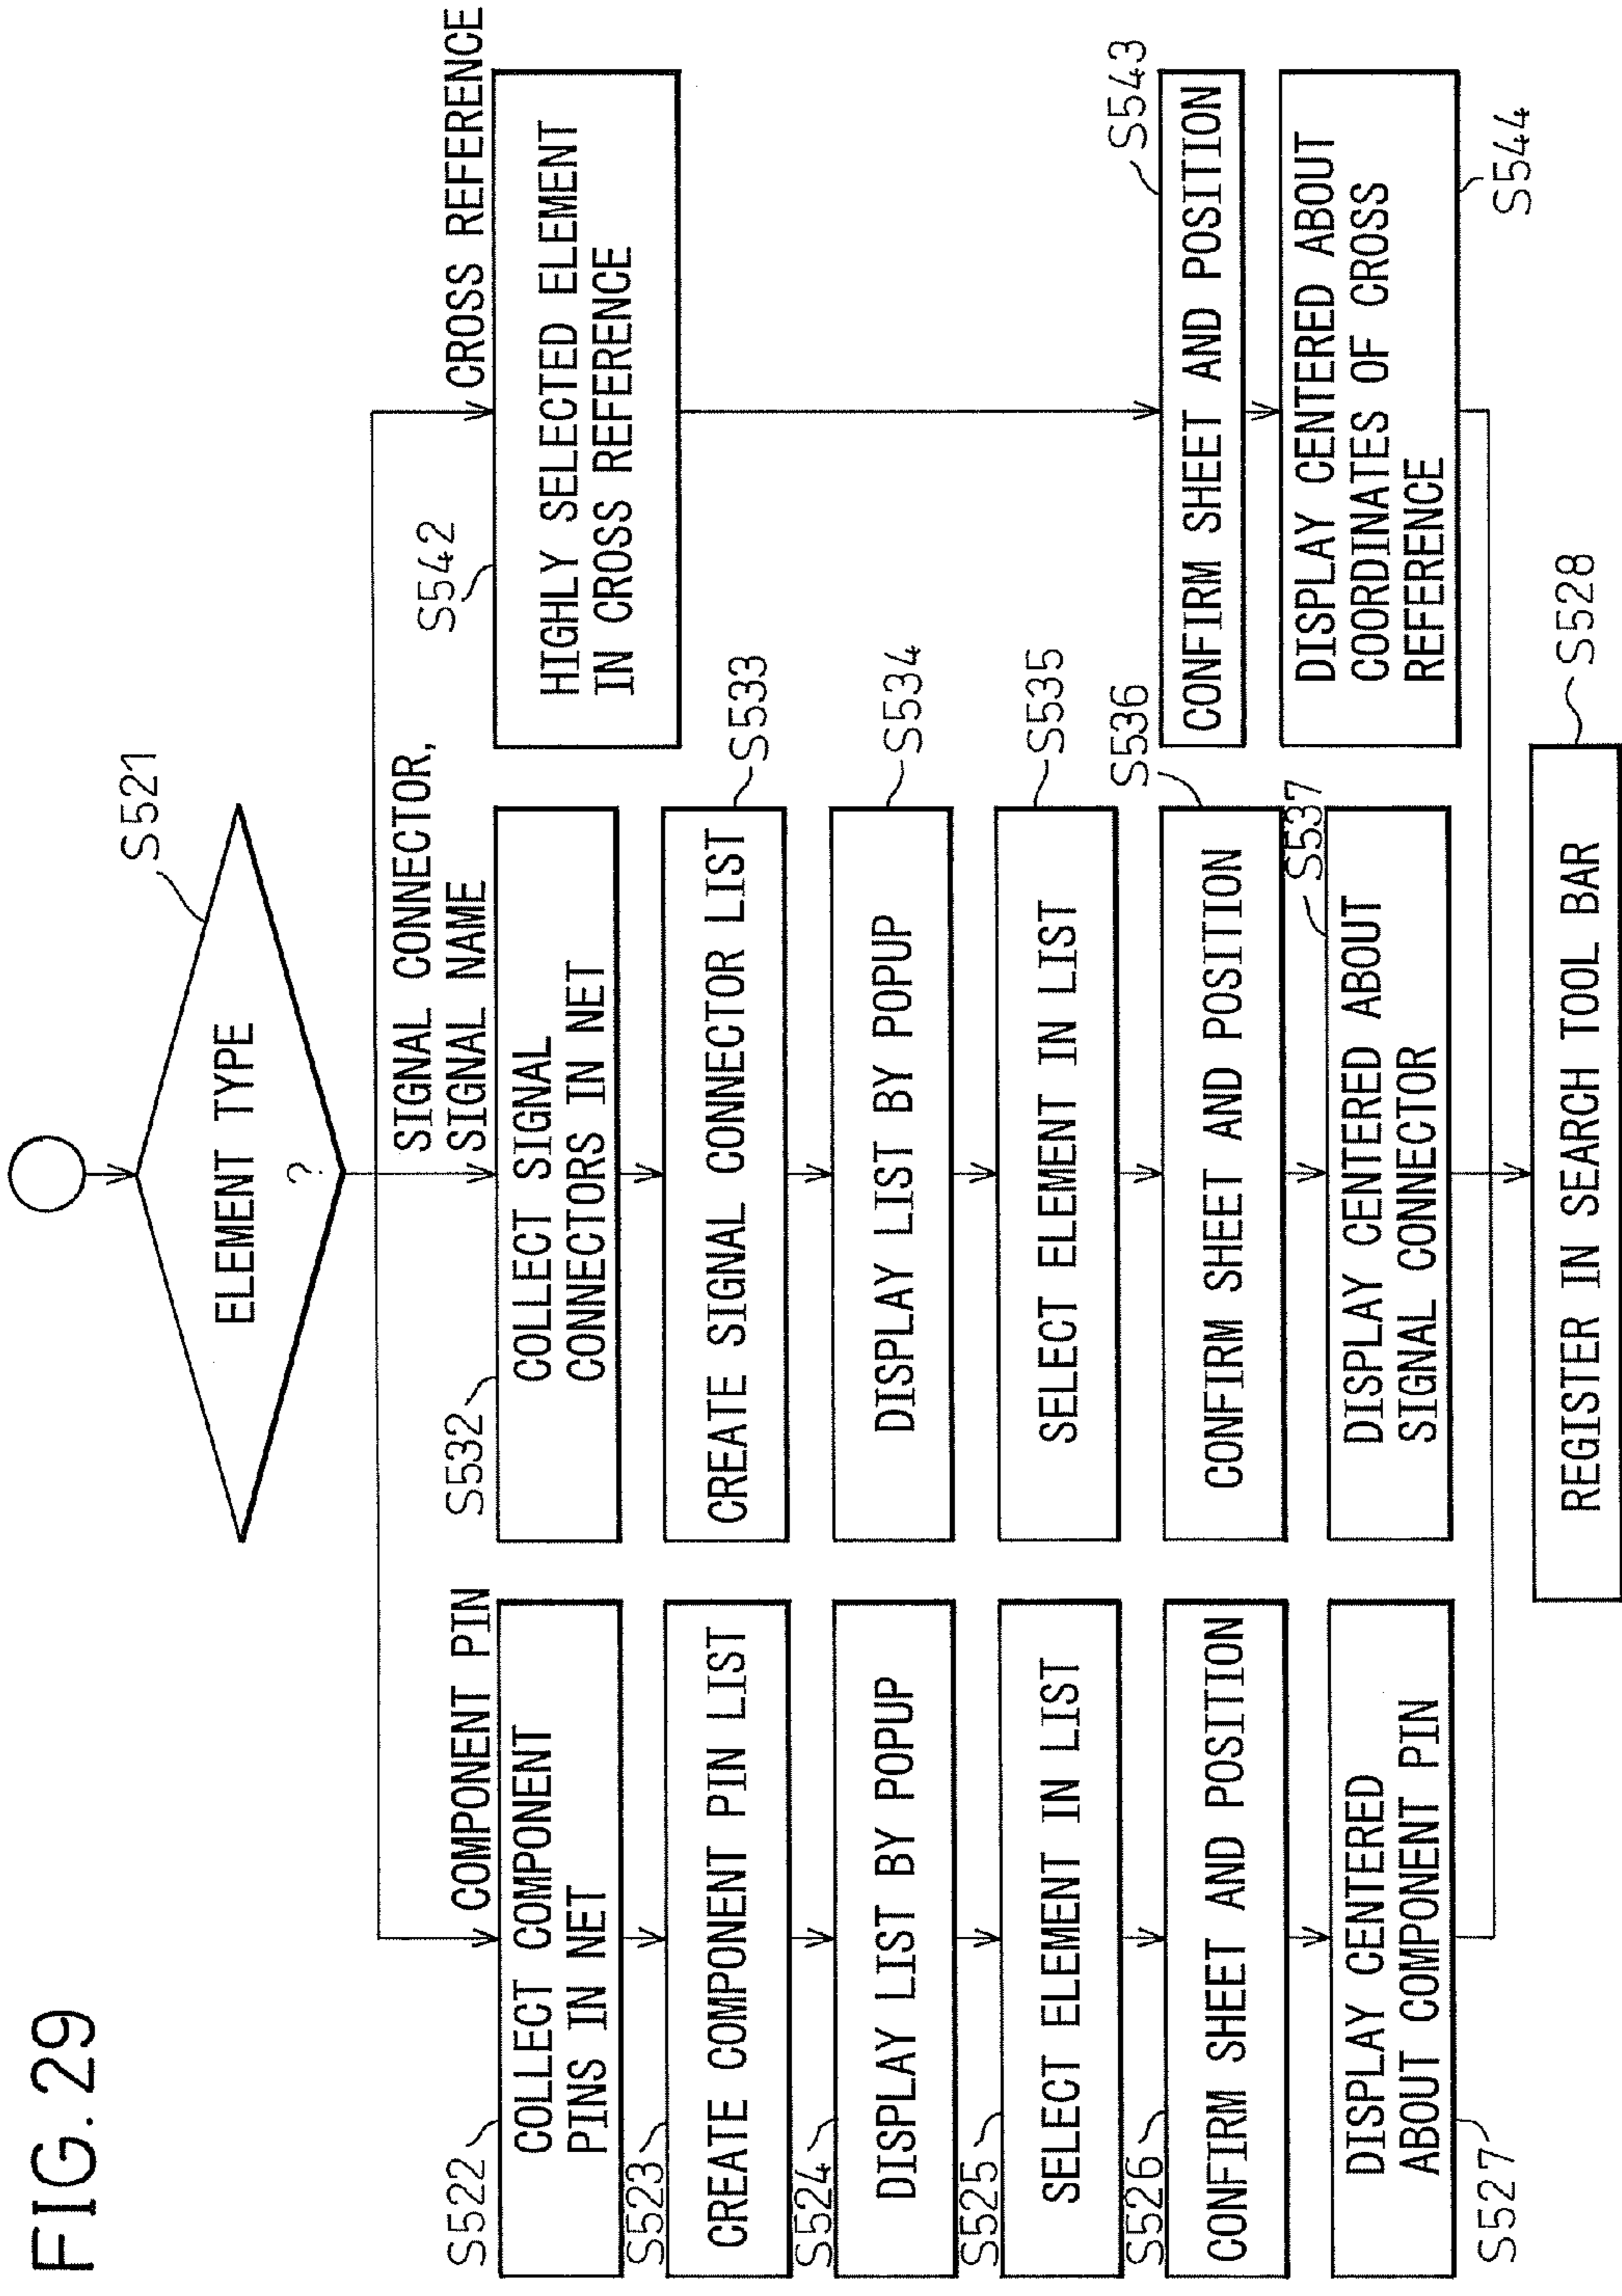 FIG. 29
S521
ELEMENT TYPE
?
COMPONENT PIN
S522
COLLECT COMPONENT
PINS IN NET
S523
CREATE COMPONENT PIN LIST
S524
DISPLAY LIST BY POPUP
S525
SELECT ELEMENT IN LIST
S526
CONFIRM SHEET AND POSITION
DISPLAY CENTERED
ABOUT COMPONENT PIN
S527
SIGNAL CONNECTOR,
SIGNAL NAME
S532
COLLECT SIGNAL
CONNECTORS IN NET
S533
CREATE SIGNAL CONNECTOR LIST
S534
DISPLAY LIST BY POPUP
S535
SELECT ELEMENT IN LIST
S536
CONFIRM SHEET AND POSITION
S537
DISPLAY CENTERED ABOUT
SIGNAL CONNECTOR
CROSS REFERENCE
S542
HIGHLY SELECTED ELEMENT
IN CROSS REFERENCE
S543
CONFIRM SHEET AND POSITION
DISPLAY CENTERED ABOUT
COORDINATES OF CROSS
REFERENCE
S544
S528
REGISTER IN SEARCH TOOL BAR